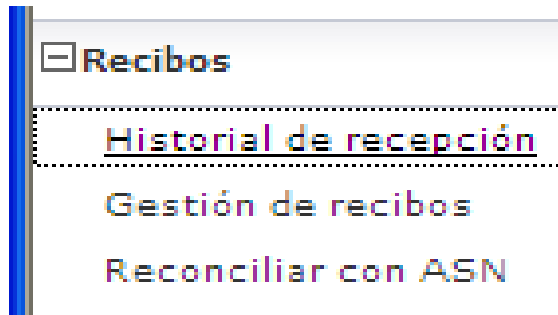 Recibos
Historial de recepción
Gestión de recibos
Reconciliar con ASN